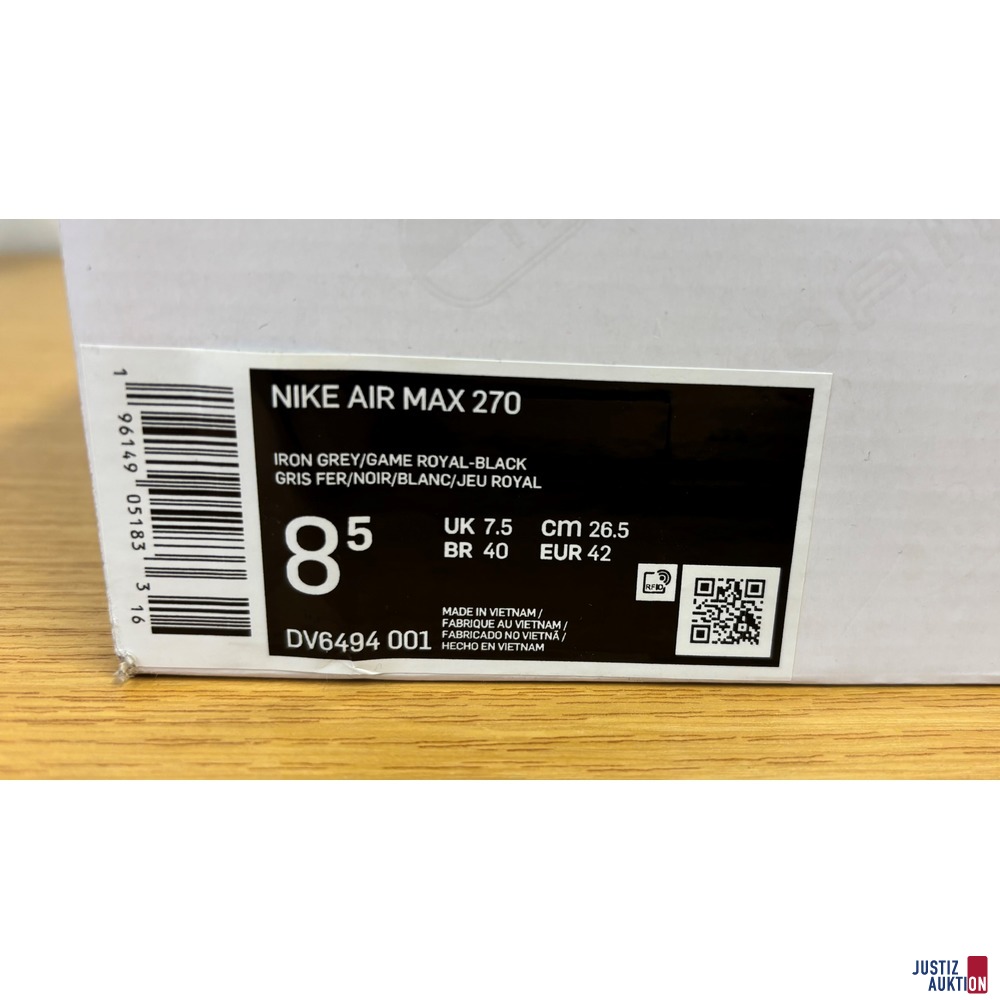 1 96149 05183 3 16
NIKE AIR MAX 270
IRON GREY/GAME ROYAL-BLACK
GRIS FER/NOIR/BLANC/JEU ROYAL
8⁵
UK 7.5 cm 26.5
BR 40 EUR 42
RFID
DV6494 001
MADE IN VIETNAM /
FABRIQUE AU VIETNAM /
FABRICADO NO VIETNÃ /
HECHO EN VIETNAM
JUSTIZ
AUKTION